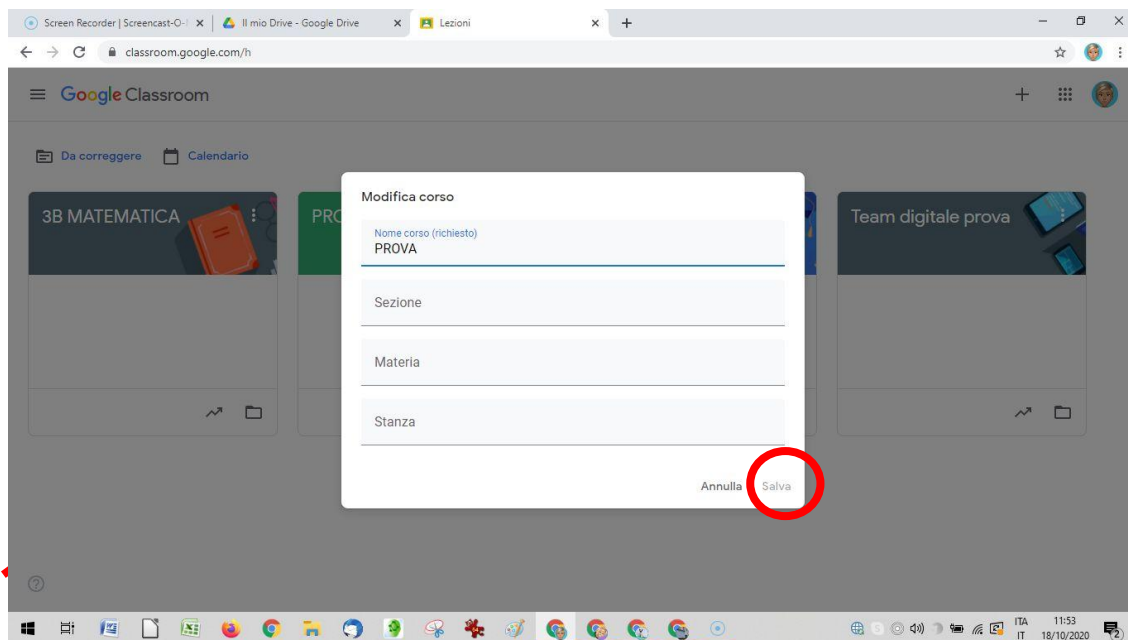 Screen Recorder | Screencast-O-
Il mio Drive - Google Drive
Lezioni
classroom.google.com/h
Google Classroom
Da correggere
Calendario
3B MATEMATICA
Team digitale prova
Modifica corso
Nome corso (richiesto)
PROVA
Sezione
Materia
Stanza
Annulla
Salva
ITA
11:53
IT
18/10/2020